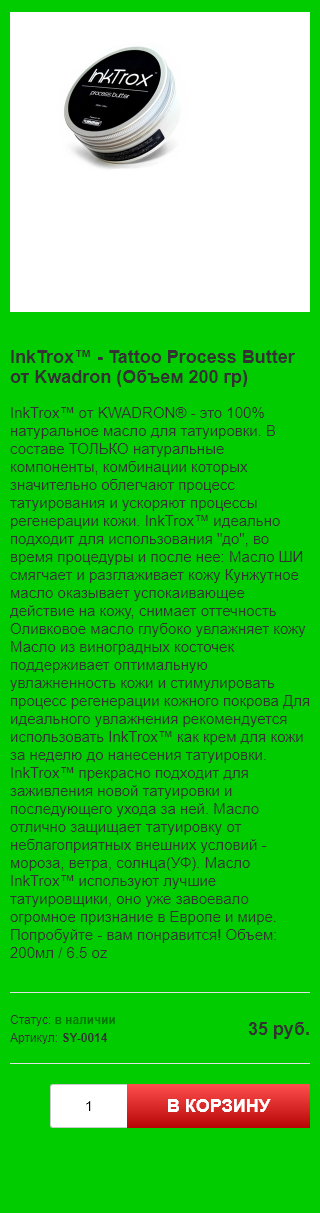 InkTrox
process butter
InkTrox™ - Tattoo Process Butter
от Kwadron (Объем 200 гр)
InkTrox™ от KWADRON® - это 100%
натуральное масло для татуировки. В
составе ТОЛЬКО натуральные
компоненты, комбинации которых
значительно облегчают процесс
татуирования и ускоряют процессы
регенерации кожи. InkTrox™ идеально
подходит для использования "до", во
время процедуры и после нее: Масло ШИ
смягчает и разглаживает кожу Кунжутное
масло оказывает успокаивающее
действие на кожу, снимает оттечность
Оливковое масло глубоко увлажняет кожу
Масло из виноградных косточек
поддерживает оптимальную
увлажненность кожи и стимулировать
процесс регенерации кожного покрова Для
идеального увлажнения рекомендуется
использовать InkTrox™ как крем для кожи
за неделю до нанесения татуировки.
InkTrox™ прекрасно подходит для
заживления новой татуировки и
последующего ухода за ней. Масло
отлично защищает татуировку от
неблагоприятных внешних условий -
мороза, ветра, солнца(УФ). Масло
InkTrox™ используют лучшие
татуировщики, оно уже завоевало
огромное признание в Европе и мире.
Попробуйте - вам понравится! Объем:
200мл / 6.5 oz
Статус: в наличии
Артикул: SY-0014
35 руб.
1
В КОРЗИНУ